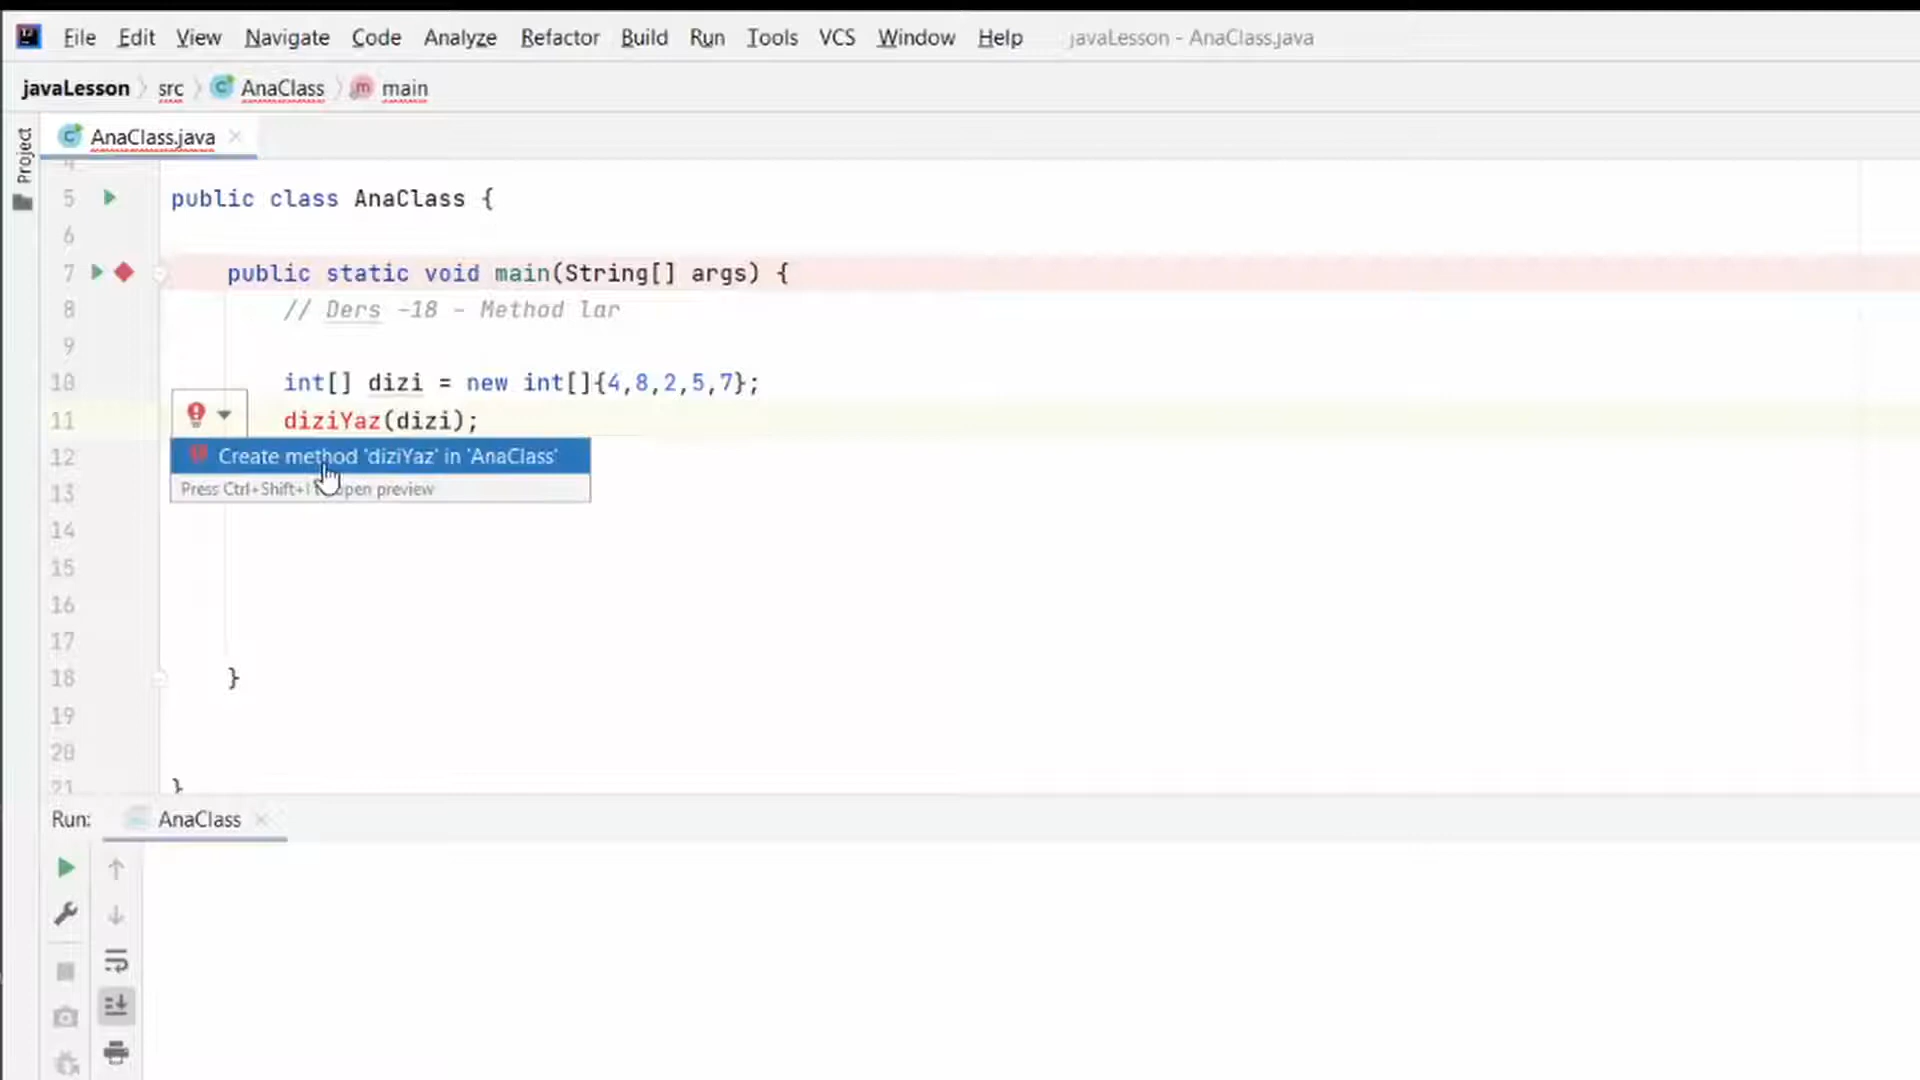 File Edit View Navigate Code Analyze Refactor Build Run Tools VCS Window Help javaLesson - AnaClass.java
javaLesson src AnaClass main
Project
AnaClass.java
4
5 public class AnaClass {
6
7 public static void main(String[] args) {
8 // Ders -18 - Method lar
9
10 int[] dizi = new int[]{4,8,2,5,7};
11 diziYaz(dizi);
12 Create method 'diziYaz' in 'AnaClass'
13 Press Ctrl+Shift+I open preview
14
15
16
17
18 }
19
20
21 }
Run: AnaClass